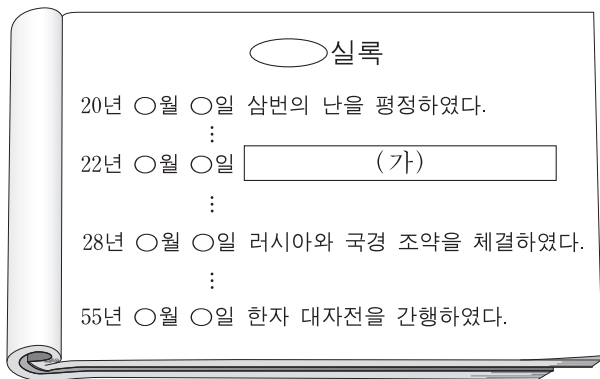 실록
20년 ○월 ○일 삼번의 난을 평정하였다.
⋮
22년 ○월 ○일 (가)
⋮
28년 ○월 ○일 러시아와 국경 조약을 체결하였다.
⋮
55년 ○월 ○일 한자 대자전을 간행하였다.